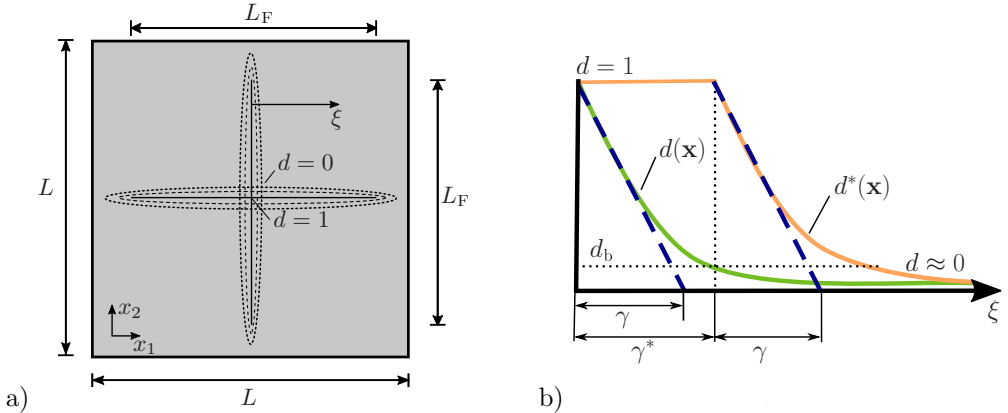 L_F
ξ
d = 0
L
L_F
d = 1
x_2
x_1
L
a)
d = 1
d(x)
d*(x)
d_b
d ≈ 0
ξ
γ
γ*
γ
b)